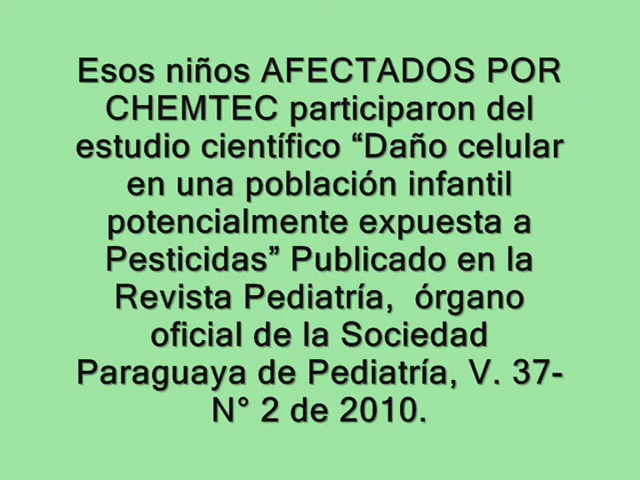 Esos niños AFECTADOS POR
CHEMTEC participaron del
estudio científico “Daño celular
en una población infantil
potencialmente expuesta a
Pesticidas” Publicado en la
Revista Pediatría,  órgano
oficial de la Sociedad
Paraguaya de Pediatría, V. 37-
N° 2 de 2010.